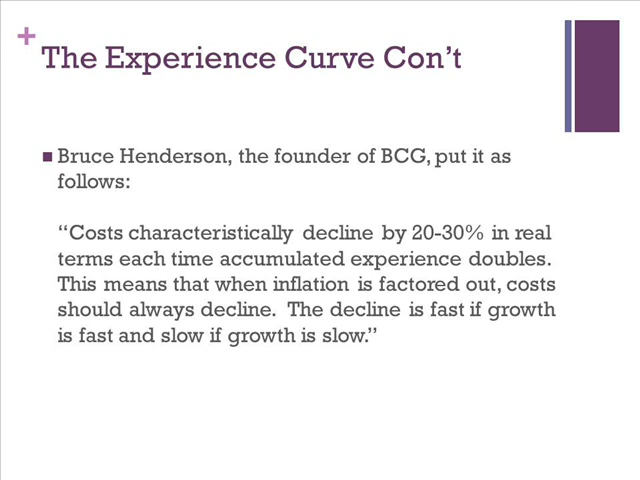 +
The Experience Curve Con’t
■ Bruce Henderson, the founder of BCG, put it as
follows:
“Costs characteristically decline by 20-30% in real
terms each time accumulated experience doubles.
This means that when inflation is factored out, costs
should always decline. The decline is fast if growth
is fast and slow if growth is slow.”